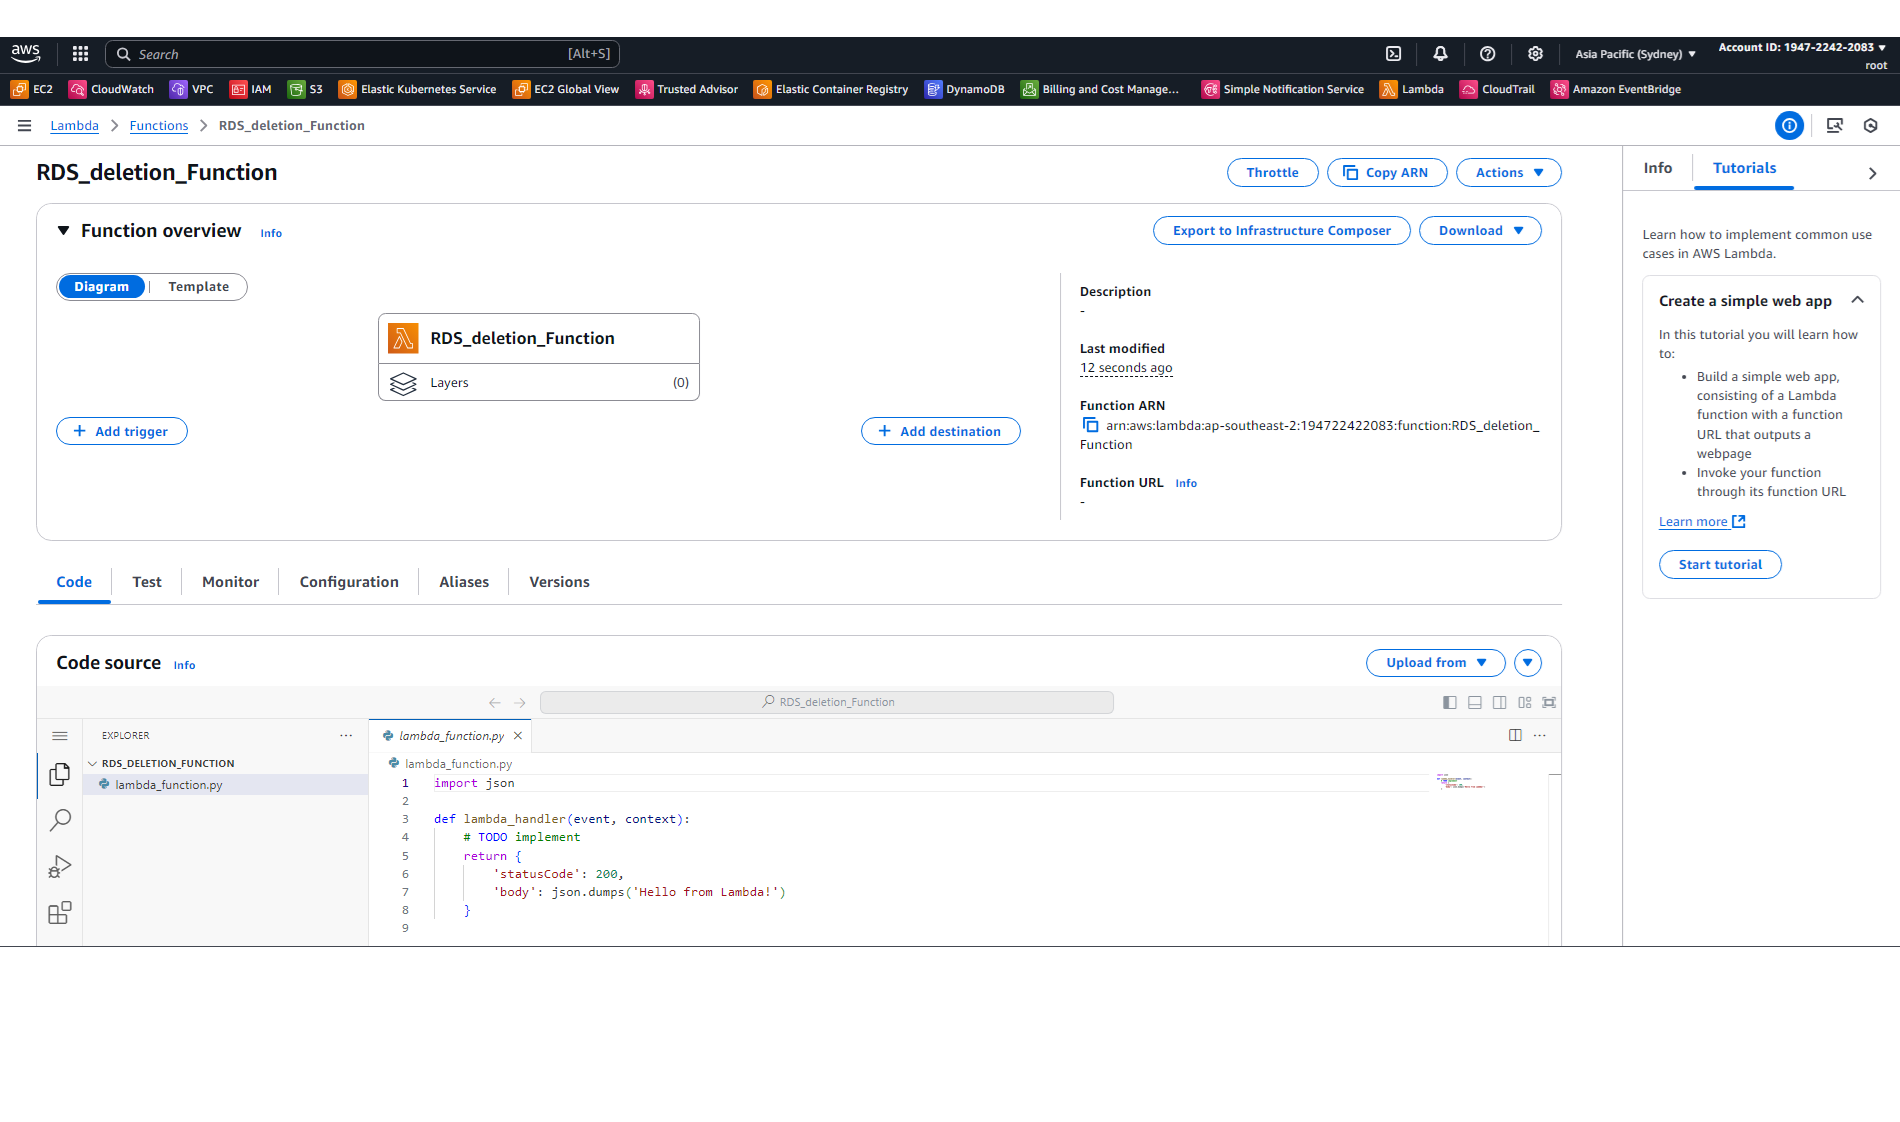 aws
Search
[Alt+S]
Asia Pacific (Sydney)
Account ID: 1947-2242-2083
root
EC2
CloudWatch
VPC
IAM
S3
Elastic Kubernetes Service
EC2 Global View
Trusted Advisor
Elastic Container Registry
DynamoDB
Billing and Cost Manage...
Simple Notification Service
Lambda
CloudTrail
Amazon EventBridge
Lambda
Functions
RDS_deletion_Function
RDS_deletion_Function
Throttle
Copy ARN
Actions
Function overview
Info
Export to Infrastructure Composer
Download
Diagram
Template
RDS_deletion_Function
Layers
(0)
Add trigger
Add destination
Description
-
Last modified
12 seconds ago
Function ARN
arn:aws:lambda:ap-southeast-2:194722422083:function:RDS_deletion_
Function
Function URL Info
-
Code
Test
Monitor
Configuration
Aliases
Versions
Code source
Info
Upload from
RDS_deletion_Function
EXPLORER
RDS_DELETION_FUNCTION
lambda_function.py
lambda_function.py
lambda_function.py
1 import json
2
3 def lambda_handler(event, context):
4 # TODO implement
5 return {
6 'statusCode': 200,
7 'body': json.dumps('Hello from Lambda!')
8 }
9
Info
Tutorials
Learn how to implement common use
cases in AWS Lambda.
Create a simple web app
In this tutorial you will learn how
to:
• Build a simple web app,
consisting of a Lambda
function with a function
URL that outputs a
webpage
• Invoke your function
through its function URL
Learn more
Start tutorial